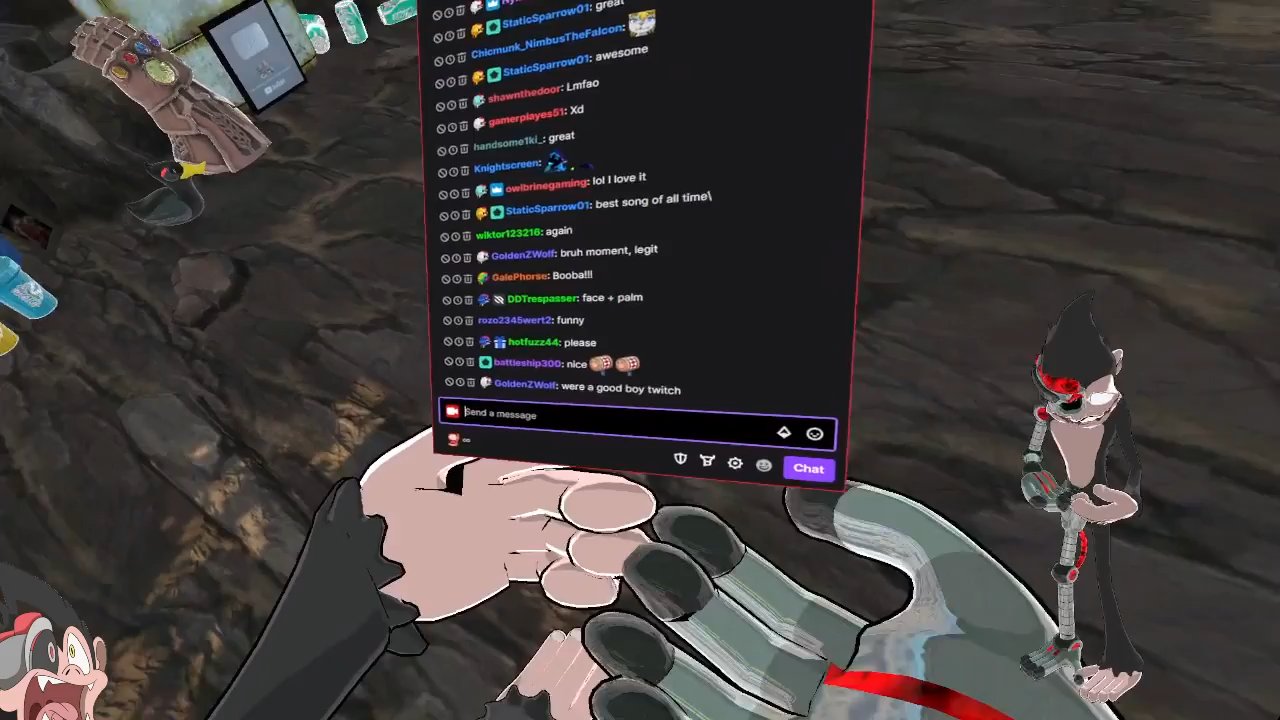 StaticSparrow01: great
Chicmunk_NimbusTheFalcon:
StaticSparrow01: awesome
shawnthedoor: Lmfao
gamerplayes51: Xd
handsome1ki_: great
Knightscreen:
owlbrinegaming: lol I love it
StaticSparrow01: best song of all time\
wiktor123216: again
GoldenZWolf: bruh moment, legit
GalePhorse: Booba!!!
DDTrespasser: face + palm
rozo2345wert2: funny
hotfuzz44: please
battleship300: nice
GoldenZWolf: were a good boy twitch
Send a message
Chat